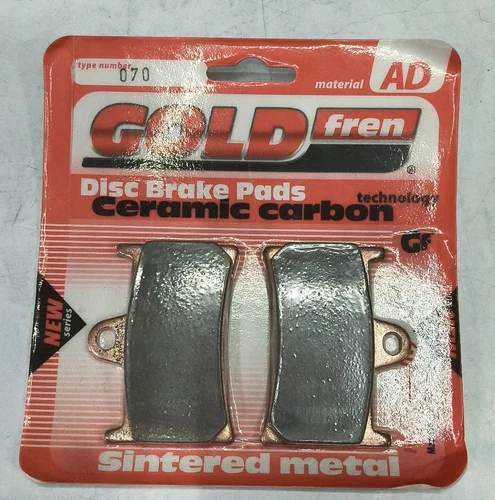 type number
070
material AD
GOLD fren
®
Disc Brake Pads
technology
Ceramic carbon
GF
NEW
series
Sintered metal